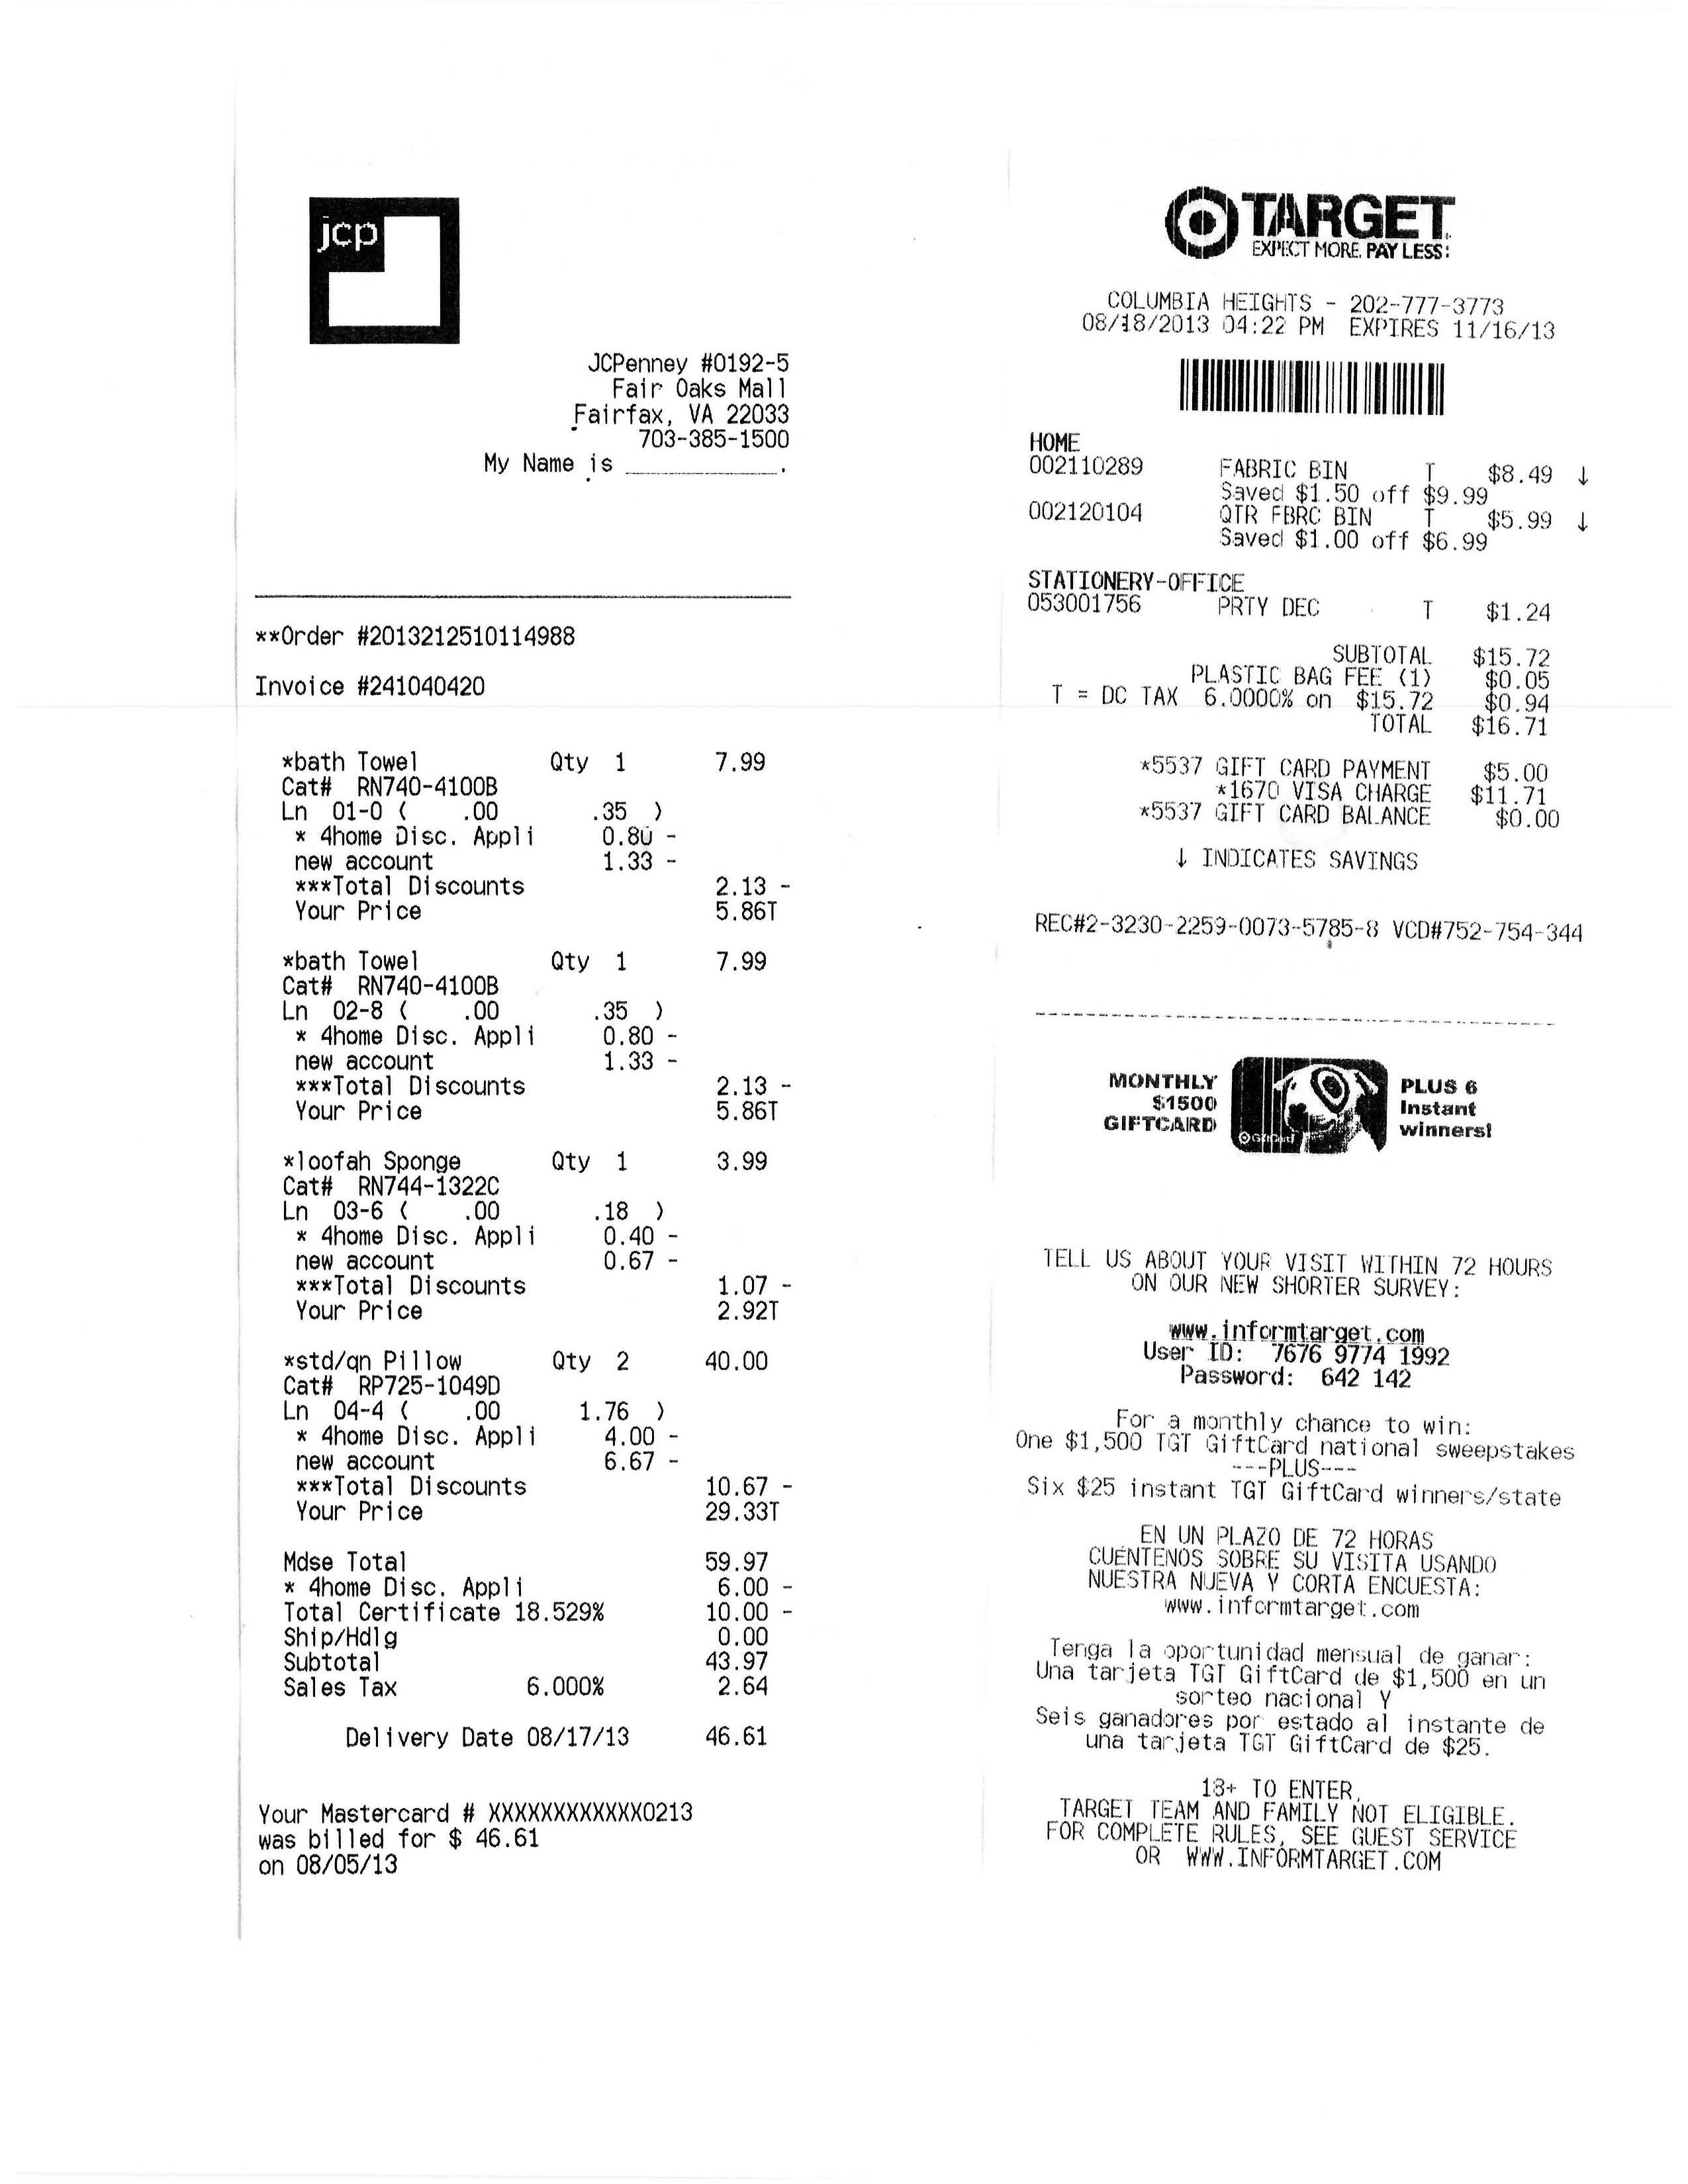 jcp
JCPenney #0192-5
Fair Oaks Mall
Fairfax, VA 22033
703-385-1500
My Name is ____________.
**Order #2013212510114988
Invoice #241040420
*bath Towel Qty 1 7.99
Cat# RN740-4100B
Ln 01-0 ( .00 .35 )
* 4home Disc. Appli 0.80 -
new account 1.33 -
***Total Discounts 2.13 -
Your Price 5.86T
*bath Towel Qty 1 7.99
Cat# RN740-4100B
Ln 02-8 ( .00 .35 )
* 4home Disc. Appli 0.80 -
new account 1.33 -
***Total Discounts 2.13 -
Your Price 5.86T
*loofah Sponge Qty 1 3.99
Cat# RN744-1322C
Ln 03-6 ( .00 .18 )
* 4home Disc. Appli 0.40 -
new account 0.67 -
***Total Discounts 1.07 -
Your Price 2.92T
*std/qn Pillow Qty 2 40.00
Cat# RP725-1049D
Ln 04-4 ( .00 1.76 )
* 4home Disc. Appli 4.00 -
new account 6.67 -
***Total Discounts 10.67 -
Your Price 29.33T
Mdse Total 59.97
* 4home Disc. Appli 6.00 -
Total Certificate 18.529% 10.00 -
Ship/Hdlg 0.00
Subtotal 43.97
Sales Tax 6.000% 2.64
Delivery Date 08/17/13 46.61
Your Mastercard # XXXXXXXXXXXX0213
was billed for $ 46.61
on 08/05/13
TARGET
EXPECT MORE. PAY LESS.
COLUMBIA HEIGHTS - 202-777-3773
08/18/2013 04:22 PM EXPIRES 11/16/13
HOME
002110289 FABRIC BIN T $8.49 ↓
Saved $1.50 off $9.99
002120104 QTR FBRC BIN T $5.99 ↓
Saved $1.00 off $6.99
STATIONERY-OFFICE
053001756 PRTY DEC T $1.24
SUBTOTAL $15.72
PLASTIC BAG FEE (1) $0.05
T = DC TAX 6.0000% on $15.72 $0.94
TOTAL $16.71
*5537 GIFT CARD PAYMENT $5.00
*1670 VISA CHARGE $11.71
*5537 GIFT CARD BALANCE $0.00
↓ INDICATES SAVINGS
REC#2-3230-2259-0073-5785-8 VCD#752-754-344
MONTHLY
$1500
GIFTCARD
GiftCard
PLUS 6
Instant
winners!
TELL US ABOUT YOUR VISIT WITHIN 72 HOURS
ON OUR NEW SHORTER SURVEY:
www.informtarget.com
User ID: 7676 9774 1992
Password: 642 142
For a monthly chance to win:
One $1,500 TGT GiftCard national sweepstakes
---PLUS---
Six $25 instant TGT GiftCard winners/state
EN UN PLAZO DE 72 HORAS
CUÉNTENOS SOBRE SU VISITA USANDO
NUESTRA NUEVA Y CORTA ENCUESTA:
www.informtarget.com
Tenga la oportunidad mensual de ganar:
Una tarjeta TGT GiftCard de $1,500 en un
sorteo nacional Y
Seis ganadores por estado al instante de
una tarjeta TGT GiftCard de $25.
18+ TO ENTER.
TARGET TEAM AND FAMILY NOT ELIGIBLE.
FOR COMPLETE RULES, SEE GUEST SERVICE
OR WWW.INFORMTARGET.COM